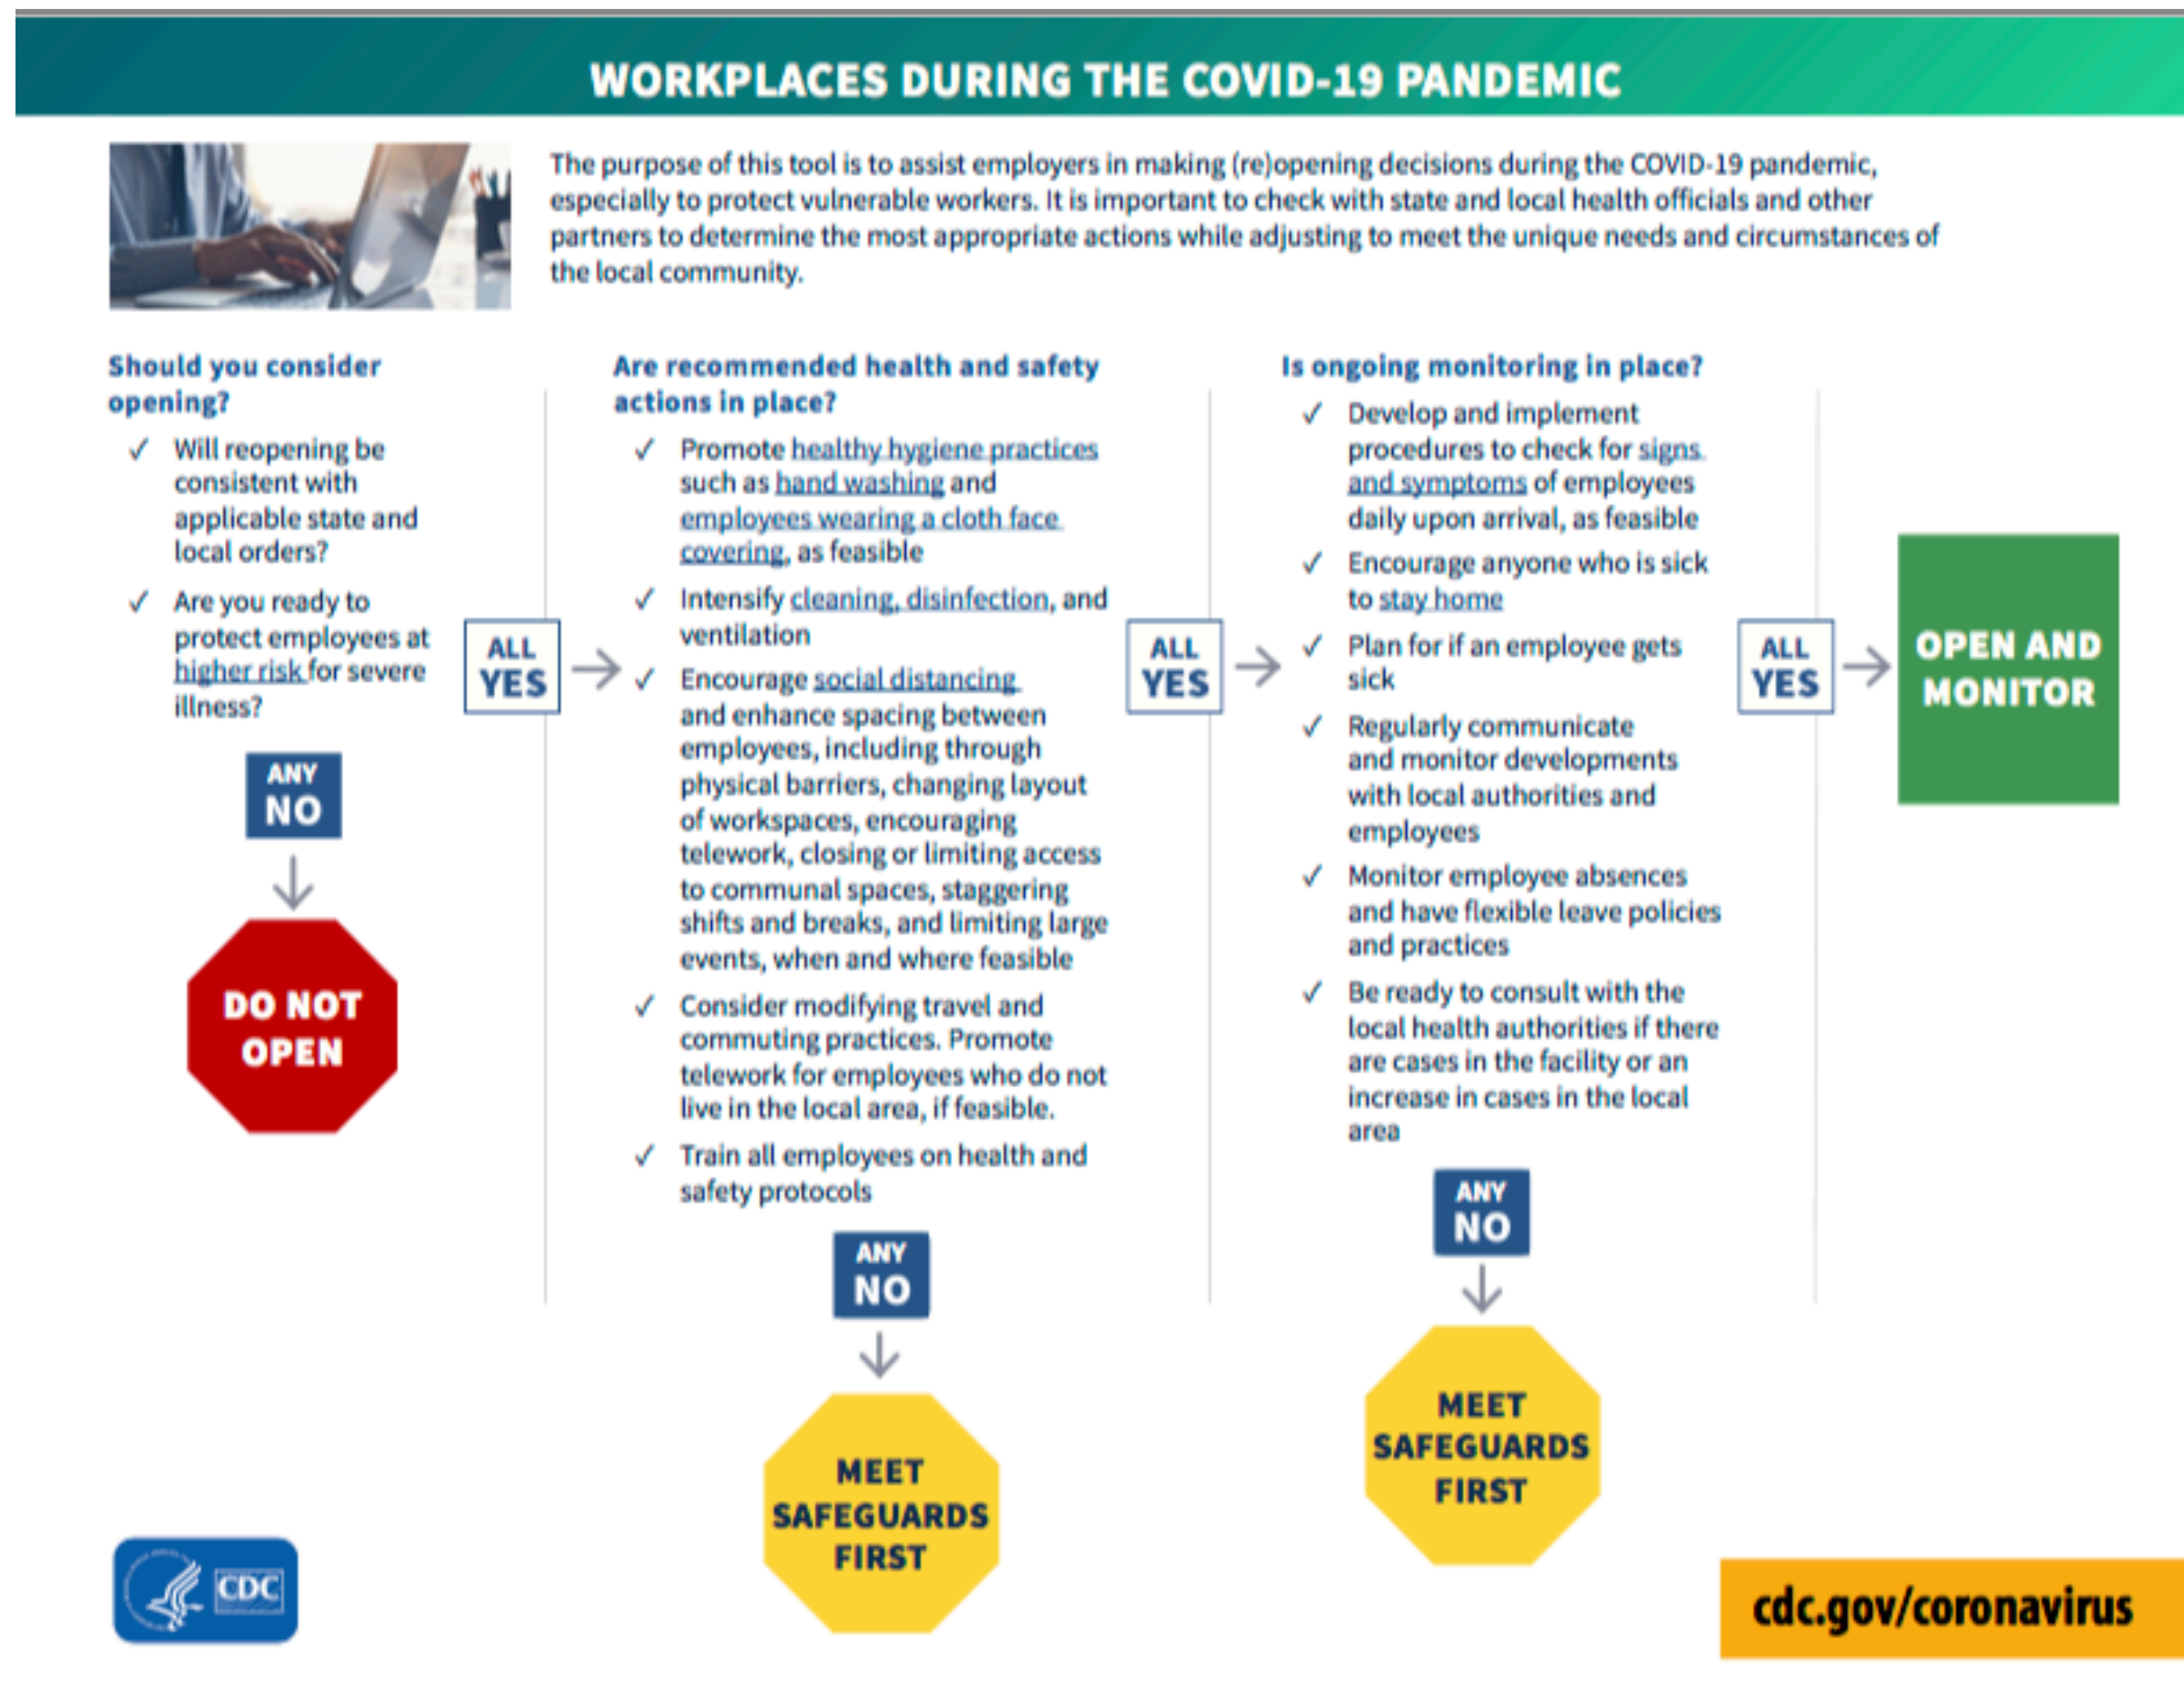 WORKPLACES DURING THE COVID-19 PANDEMIC
The purpose of this tool is to assist employers in making (re)opening decisions during the COVID-19 pandemic,
especially to protect vulnerable workers. It is important to check with state and local health officials and other
partners to determine the most appropriate actions while adjusting to meet the unique needs and circumstances of
the local community.
Should you consider
opening?
✓ Will reopening be
consistent with
applicable state and
local orders?
✓ Are you ready to
protect employees at
higher risk for severe
illness?
ANY
NO
DO NOT
OPEN
ALL
YES
Are recommended health and safety
actions in place?
✓ Promote healthy hygiene practices
such as hand washing and
employees wearing a cloth face
covering, as feasible
✓ Intensify cleaning, disinfection, and
ventilation
✓ Encourage social distancing
and enhance spacing between
employees, including through
physical barriers, changing layout
of workspaces, encouraging
telework, closing or limiting access
to communal spaces, staggering
shifts and breaks, and limiting large
events, when and where feasible
✓ Consider modifying travel and
commuting practices. Promote
telework for employees who do not
live in the local area, if feasible.
✓ Train all employees on health and
safety protocols
ANY
NO
MEET
SAFEGUARDS
FIRST
ALL
YES
Is ongoing monitoring in place?
✓ Develop and implement
procedures to check for signs
and symptoms of employees
daily upon arrival, as feasible
✓ Encourage anyone who is sick
to stay home
✓ Plan for if an employee gets
sick
✓ Regularly communicate
and monitor developments
with local authorities and
employees
✓ Monitor employee absences
and have flexible leave policies
and practices
✓ Be ready to consult with the
local health authorities if there
are cases in the facility or an
increase in cases in the local
area
ANY
NO
MEET
SAFEGUARDS
FIRST
ALL
YES
OPEN AND
MONITOR
CDC
cdc.gov/coronavirus